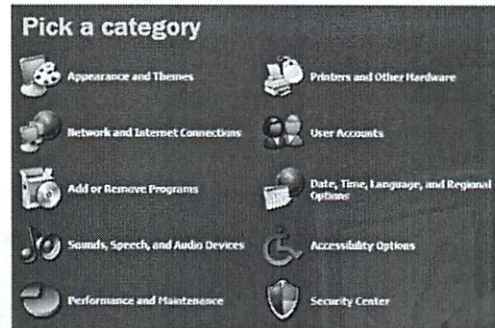 Pick a category
Appearance and Themes
Printers and Other Hardware
Network and Internet Connections
User Accounts
Add or Remove Programs
Date, Time, Language, and Regional
Options
Sounds, Speech, and Audio Devices
Accessibility Options
Performance and Maintenance
Security Center